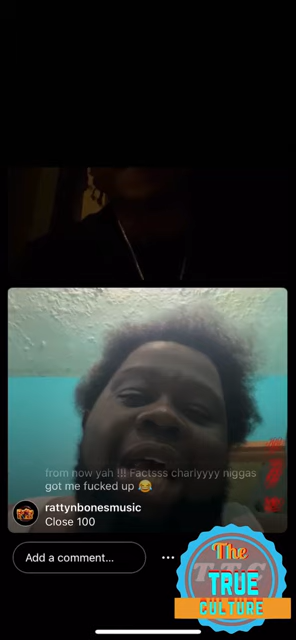 from now yah !!! Factsss charlyyyy niggas
got me fucked up 😂
rattynbonesmusic
Close 100
Add a comment...
The
TRUE
CULTURE